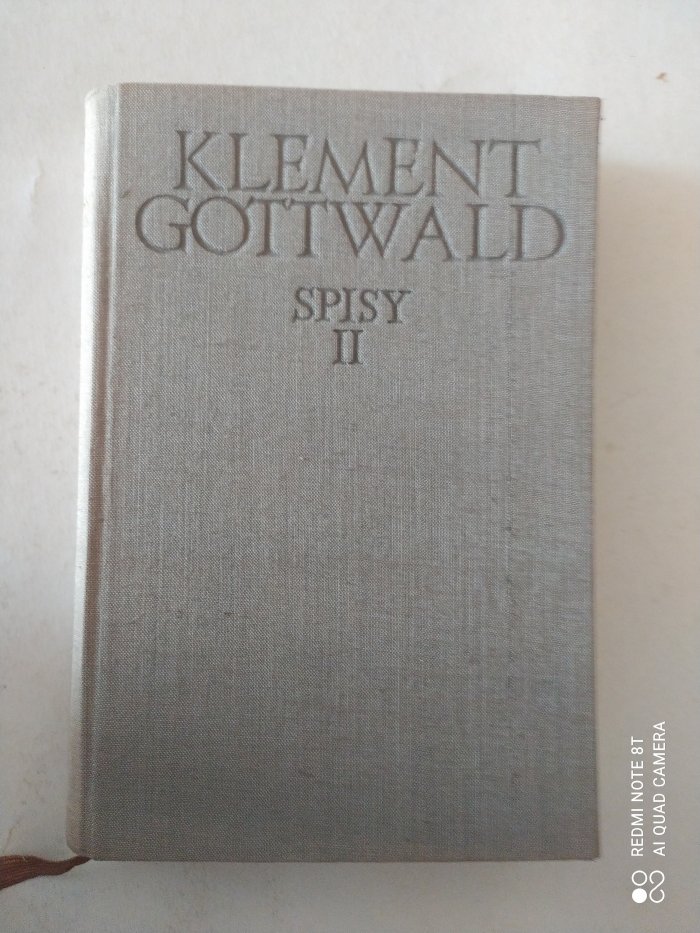 KLEMENT
GOTTWALD
SPISY
II
REDMI NOTE 8T
AI QUAD CAMERA